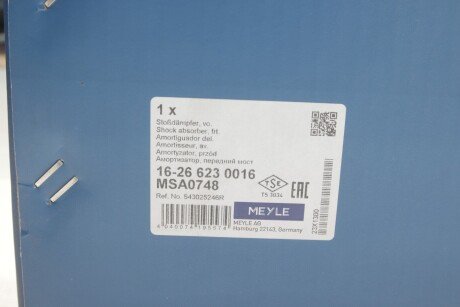 1 x
Stoßdämpfer, vo.
Shock absorber, frt.
Amortiguador del.
Amortisseur, av.
Amortyzator, przód
Амортизатор, передний мост
16-26 623 0016
MSA0748
Ref. No. 543025246R
TSE
TS 3034
EAC
MEYLE
MEYLE AG
Hamburg 22143, Germany